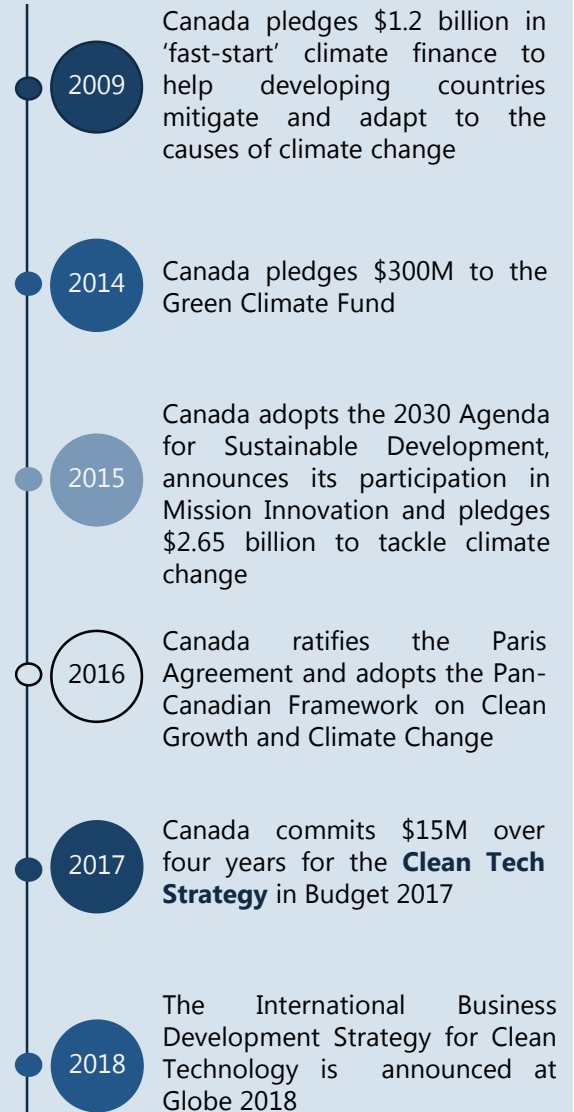 2009
Canada pledges $1.2 billion in
‘fast-start’ climate finance to
help developing countries
mitigate and adapt to the
causes of climate change
2014
Canada pledges $300M to the
Green Climate Fund
2015
Canada adopts the 2030 Agenda
for Sustainable Development,
announces its participation in
Mission Innovation and pledges
$2.65 billion to tackle climate
change
2016
Canada ratifies the Paris
Agreement and adopts the Pan-
Canadian Framework on Clean
Growth and Climate Change
2017
Canada commits $15M over
four years for the Clean Tech
Strategy in Budget 2017
2018
The International Business
Development Strategy for Clean
Technology is announced at
Globe 2018